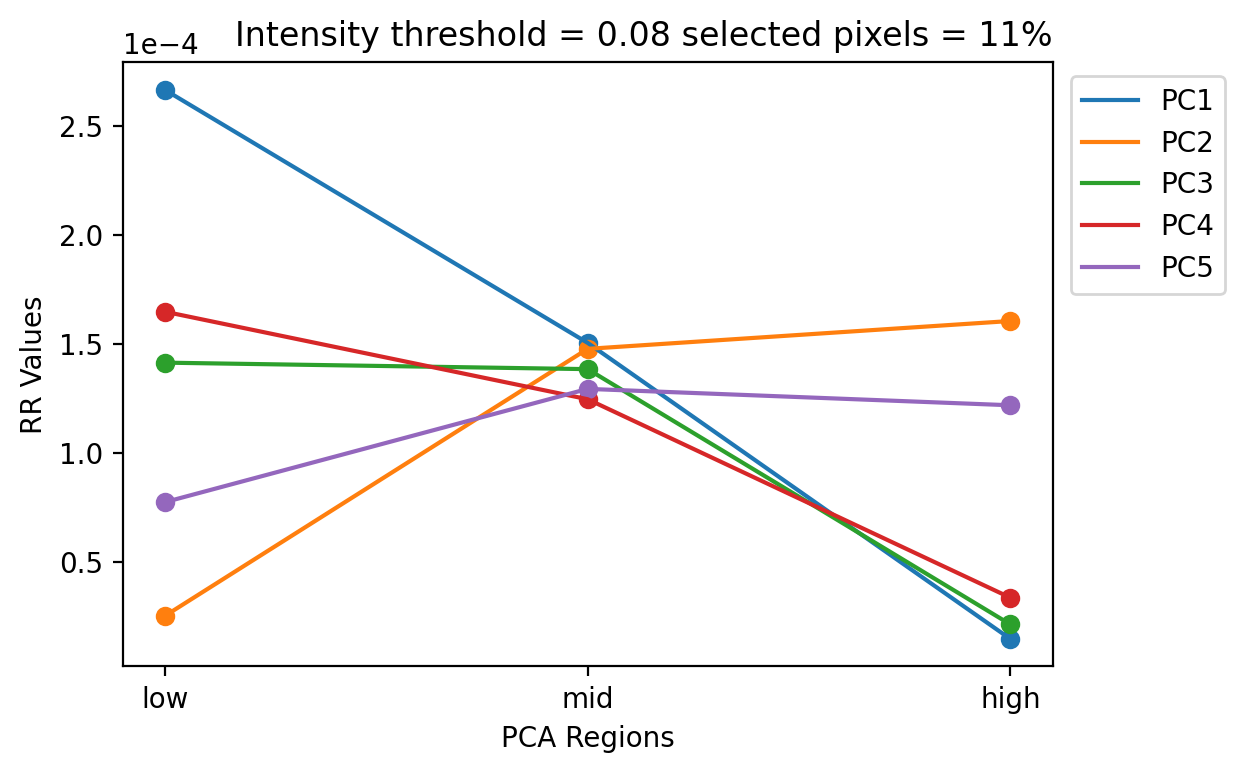 Intensity threshold = 0.08 selected pixels = 11%
1e−4
2.5
2.0
1.5
1.0
0.5
RR Values
low
mid
high
PCA Regions
PC1
PC2
PC3
PC4
PC5